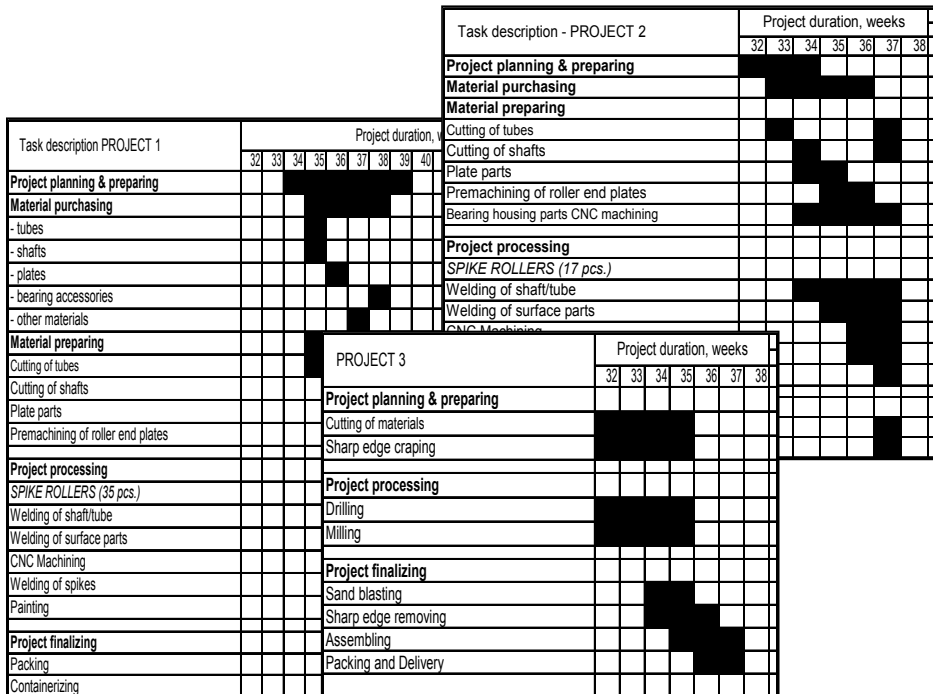 Task description - PROJECT 2
Project duration, weeks
32 33 34 35 36 37 38
Project planning & preparing
Material purchasing
Material preparing
Cutting of tubes
Cutting of shafts
Plate parts
Premachining of roller end plates
Bearing housing parts CNC machining
Project processing
SPIKE ROLLERS (17 pcs.)
Welding of shaft/tube
Welding of surface parts
CNC Machining
Task description PROJECT 1
Project duration,
32 33 34 35 36 37 38 39 40
Project planning & preparing
Material purchasing
- tubes
- shafts
- plates
- bearing accessories
- other materials
Material preparing
Cutting of tubes
Cutting of shafts
Plate parts
Premachining of roller end plates
Project processing
SPIKE ROLLERS (35 pcs.)
Welding of shaft/tube
Welding of surface parts
CNC Machining
Welding of spikes
Painting
Project finalizing
Packing
Containerizing
PROJECT 3
Project duration, weeks
32 33 34 35 36 37 38
Project planning & preparing
Cutting of materials
Sharp edge craping
Project processing
Drilling
Milling
Project finalizing
Sand blasting
Sharp edge removing
Assembling
Packing and Delivery